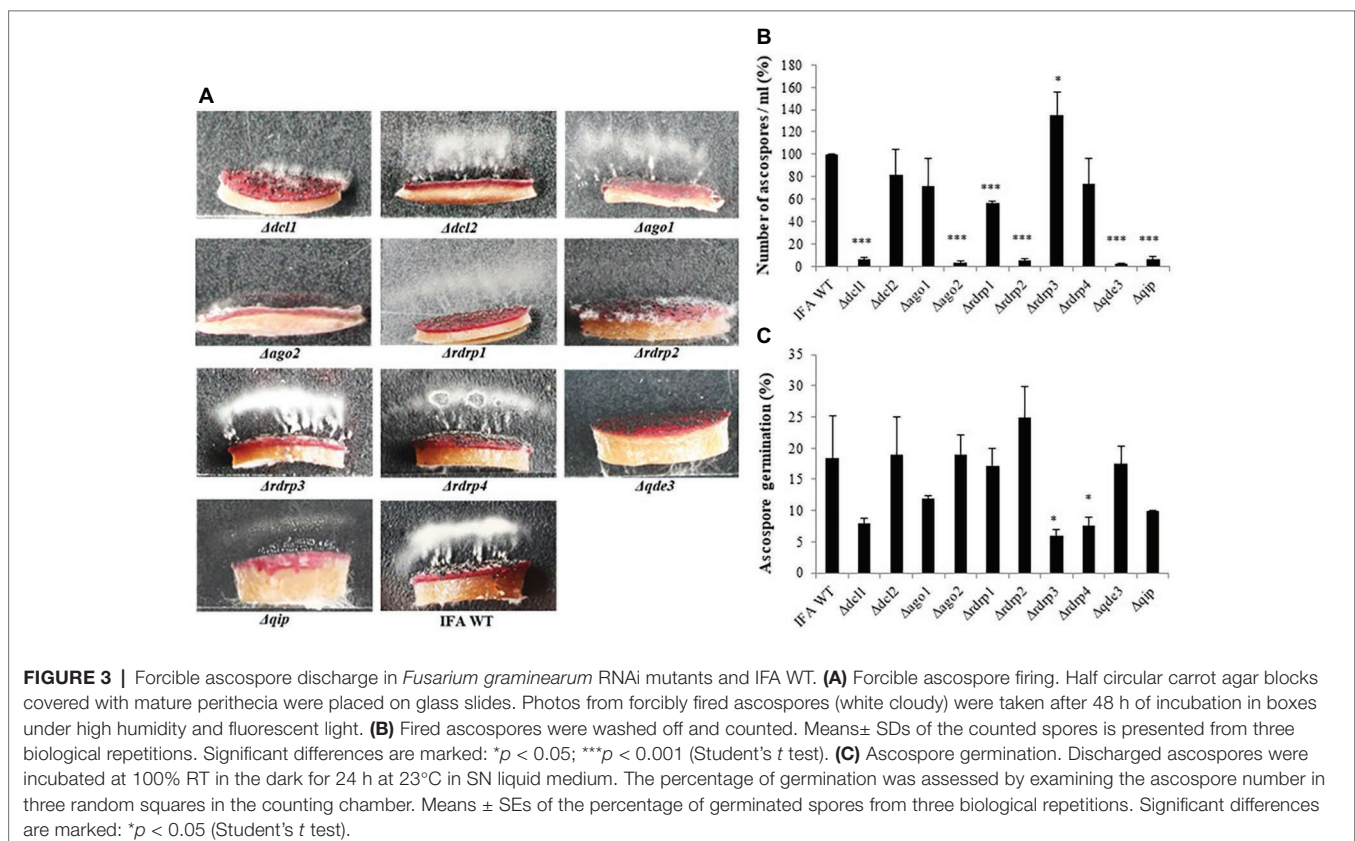 A
Δdcl1
Δdcl2
Δago1
Δago2
Δrdrp1
Δrdrp2
Δrdrp3
Δrdrp4
Δqde3
Δqip
IFA WT
B
Number of ascospores / ml (%)
180
160
140
120
100
80
60
40
20
0
***
***
***
***
*
***
***
IFA WT
Δdcl1
Δdcl2
Δago1
Δago2
Δrdrp1
Δrdrp2
Δrdrp3
Δrdrp4
Δqde3
Δqip
C
Ascospore germination (%)
35
30
25
20
15
10
5
0
*
*
IFA WT
Δdcl1
Δdcl2
Δago1
Δago2
Δrdrp1
Δrdrp2
Δrdrp3
Δrdrp4
Δqde3
Δqip
FIGURE 3 | Forcible ascospore discharge in Fusarium graminearum RNAi mutants and IFA WT. (A) Forcible ascospore firing. Half circular carrot agar blocks
covered with mature perithecia were placed on glass slides. Photos from forcibly fired ascospores (white cloudy) were taken after 48 h of incubation in boxes
under high humidity and fluorescent light. (B) Fired ascospores were washed off and counted. Means± SDs of the counted spores is presented from three
biological repetitions. Significant differences are marked: *p < 0.05; ***p < 0.001 (Student's t test). (C) Ascospore germination. Discharged ascospores were
incubated at 100% RT in the dark for 24 h at 23°C in SN liquid medium. The percentage of germination was assessed by examining the ascospore number in
three random squares in the counting chamber. Means ± SEs of the percentage of germinated spores from three biological repetitions. Significant differences
are marked: *p < 0.05 (Student's t test).